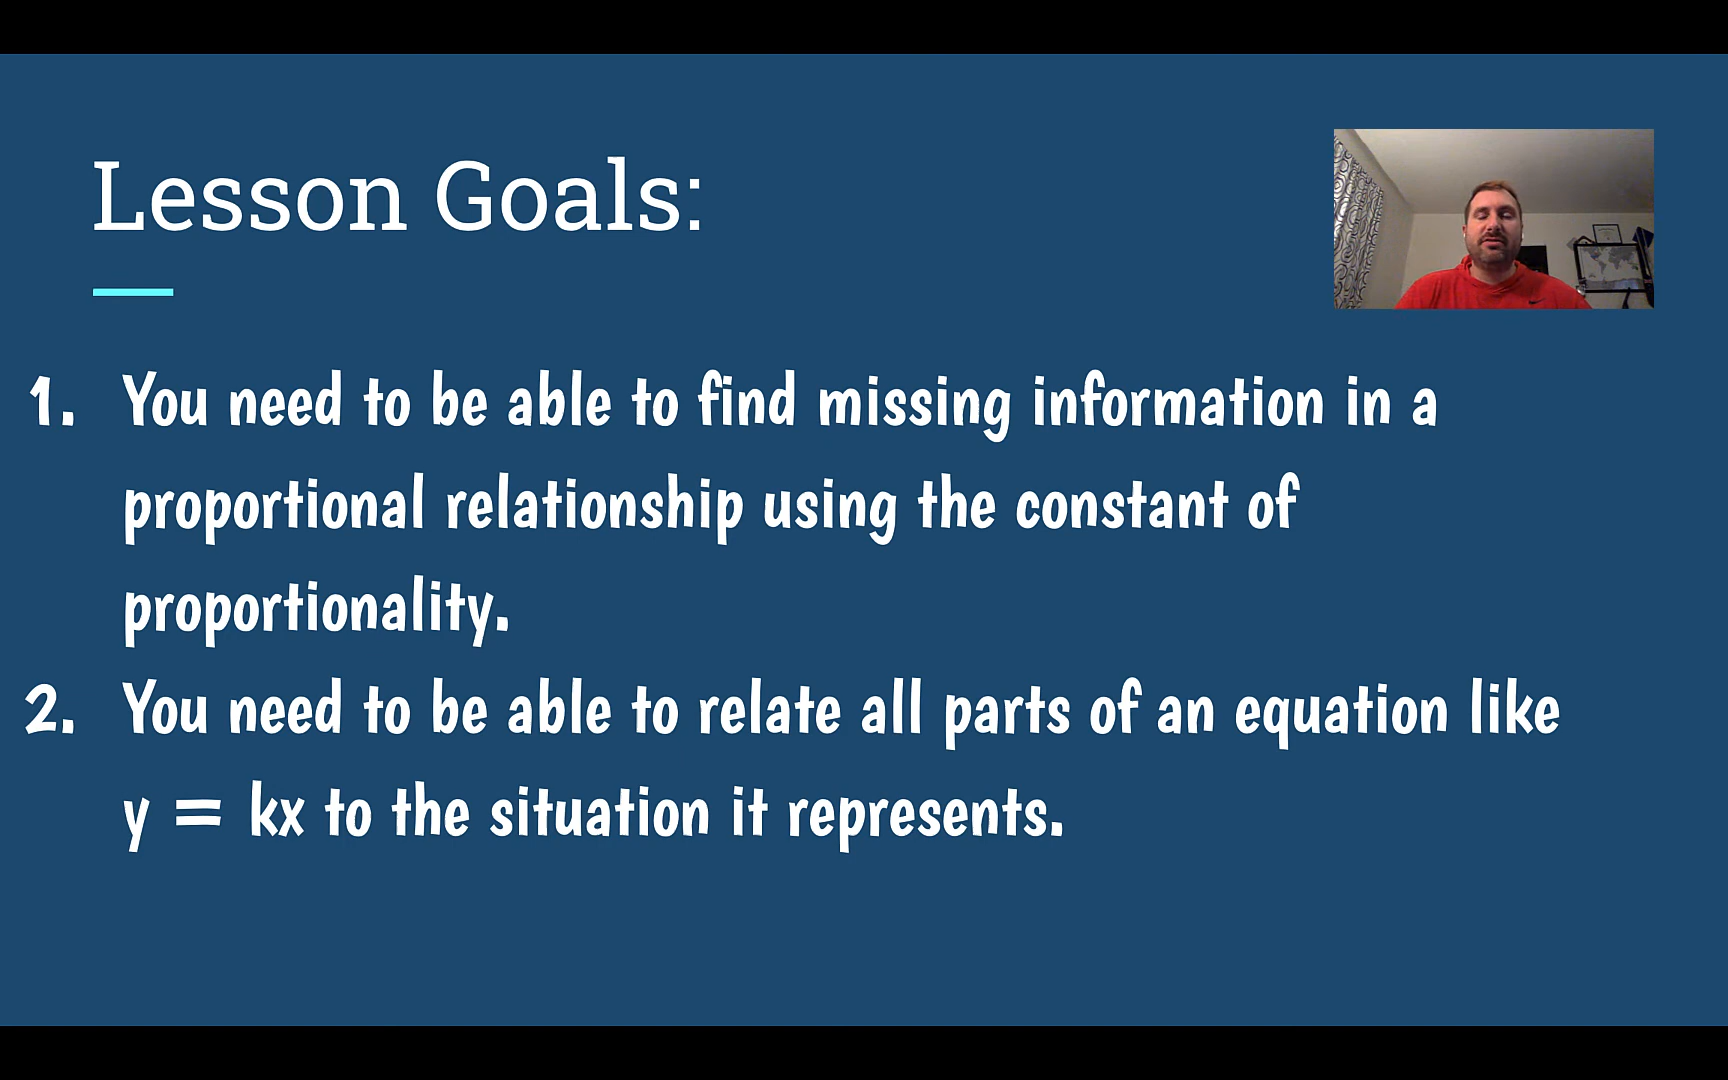 Lesson Goals:
1. You need to be able to find missing information in a
proportional relationship using the constant of
proportionality.
2. You need to be able to relate all parts of an equation like
y = kx to the situation it represents.